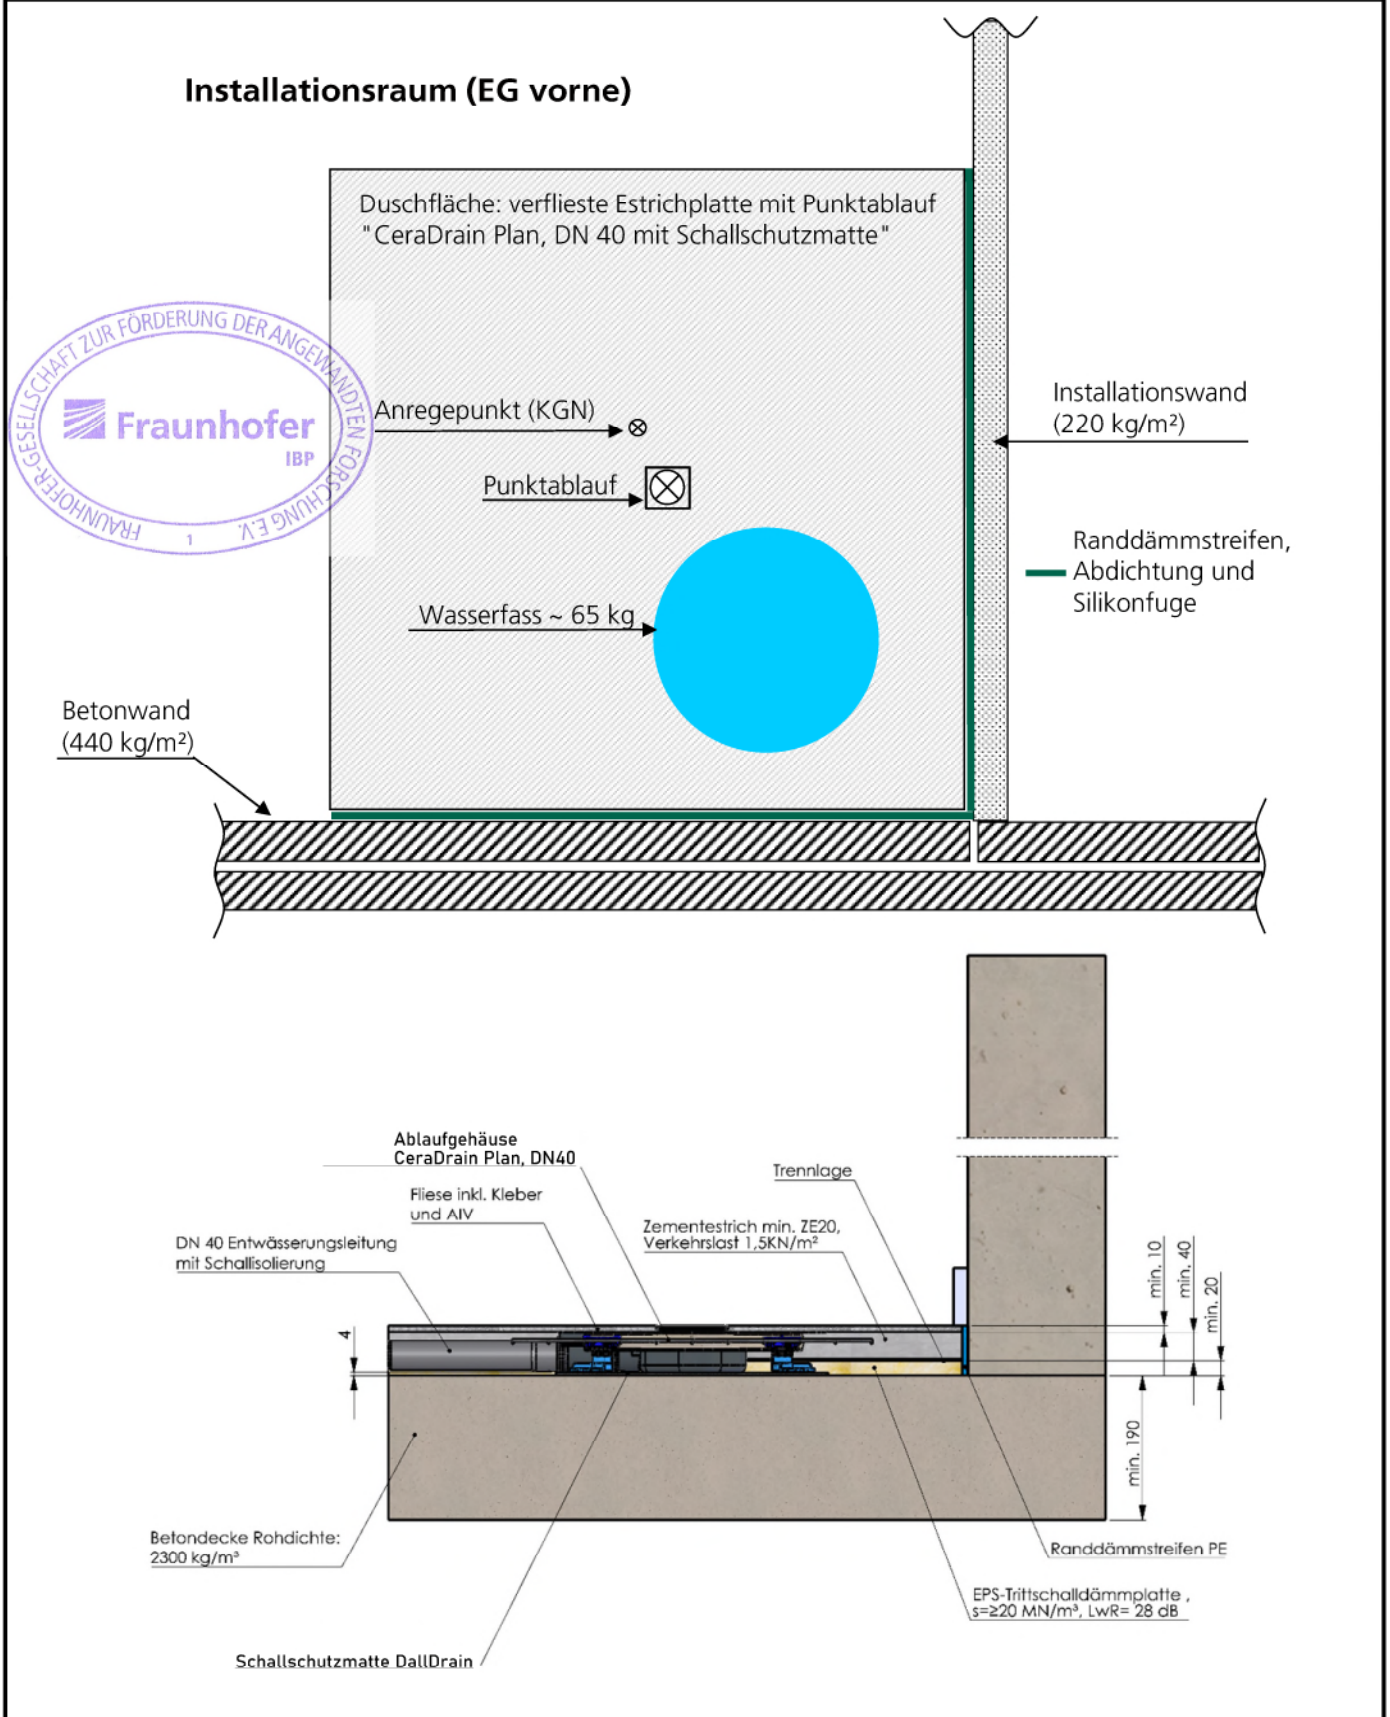 Installationsraum (EG vorne)
Duschfläche: verflieste Estrichplatte mit Punktablauf
"CeraDrain Plan, DN 40 mit Schallschutzmatte"
FRAUNHOFER-GESELLSCHAFT ZUR FÖRDERUNG DER ANGEWANDTEN FORSCHUNG E.V.
Fraunhofer
IBP
1
Anregepunkt (KGN)
Installationswand
(220 kg/m²)
Punktablauf
Randdämmstreifen,
Abdichtung und
Silikonfuge
Wasserfass ~ 65 kg
Betonwand
(440 kg/m²)
Ablaufgehäuse
CeraDrain Plan, DN40
Trennlage
Fliese inkl. Kleber
und AIV
Zementestrich min. ZE20,
Verkehrslast 1,5KN/m²
DN 40 Entwässerungsleitung
mit Schallisolierung
min. 10
min. 40
min. 20
4
min. 190
Betondecke Rohdichte:
2300 kg/m³
Randdämmstreifen PE
EPS-Trittschalldämmplatte ,
s=≥20 MN/m³, LwR= 28 dB
Schallschutzmatte DallDrain